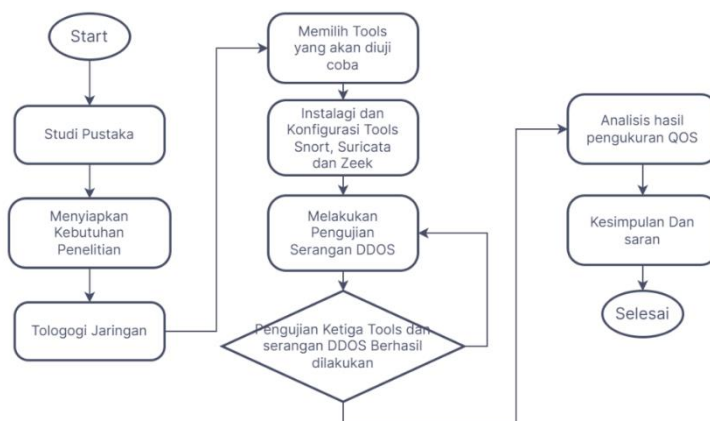 Start
Studi Pustaka
Menyiapkan
Kebutuhan
Penelitian
Tologogi Jaringan
Memilih Tools
yang akan diuji
coba
Instalagi dan
Konfigurasi Tools
Snort, Suricata
dan Zeek
Melakukan
Pengujian
Serangan DDOS
Pengujian Ketiga Tools dan
serangan DDOS Berhasil
dilakukan
Analisis hasil
pengukuran QOS
Kesimpulan Dan
saran
Selesai